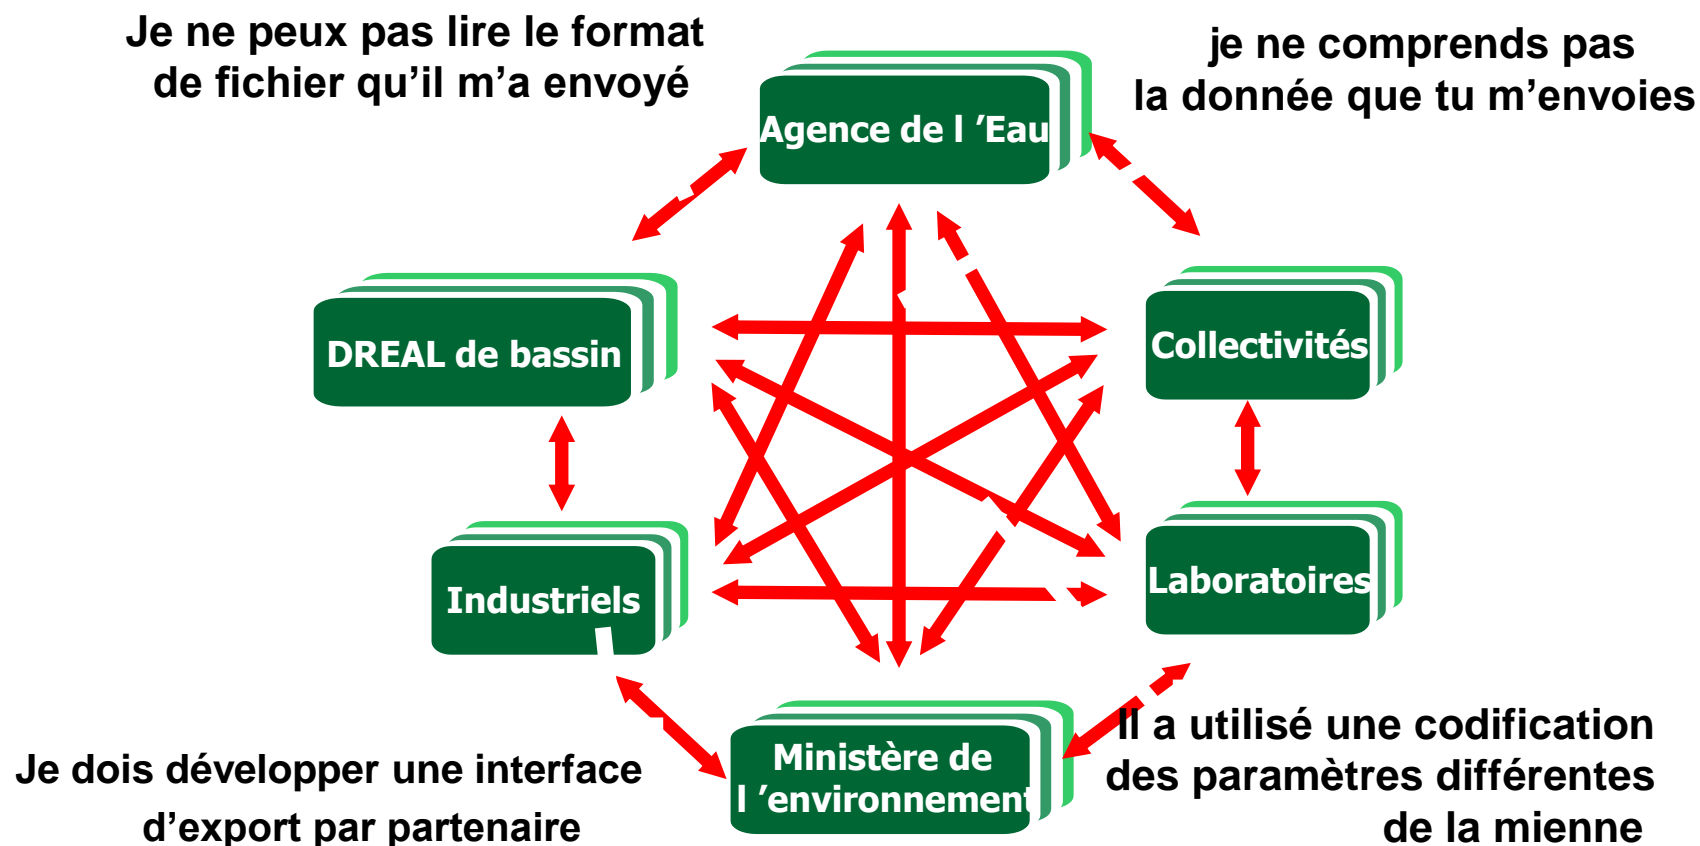 Je ne peux pas lire le format
de fichier qu’il m’a envoyé
je ne comprends pas
la donnée que tu m’envoies
Agence de l ’Eau
DREAL de bassin
Collectivités
Industriels
Laboratoires
Ministère de
l ’environnement
Je dois développer une interface
d’export par partenaire
Il a utilisé une codification
des paramètres différentes
de la mienne